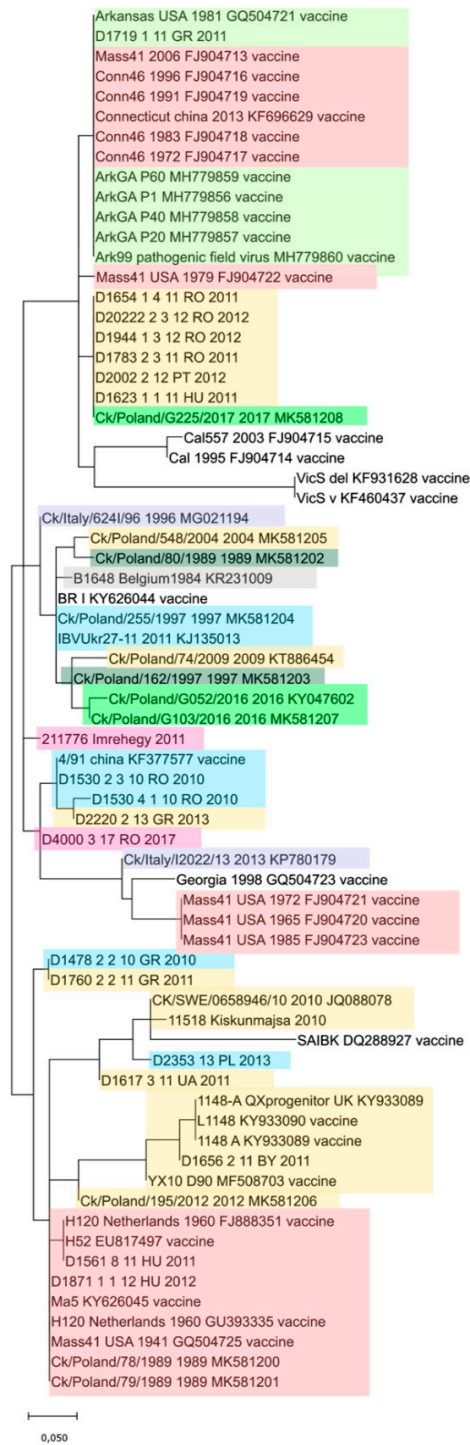 Arkansas USA 1981 GQ504721 vaccine
D1719 1 11 GR 2011
Mass41 2006 FJ904713 vaccine
Conn46 1996 FJ904716 vaccine
Conn46 1991 FJ904719 vaccine
Connecticut china 2013 KF696629 vaccine
Conn46 1983 FJ904718 vaccine
Conn46 1972 FJ904717 vaccine
ArkGA P60 MH779859 vaccine
ArkGA P1 MH779856 vaccine
ArkGA P40 MH779858 vaccine
ArkGA P20 MH779857 vaccine
Ark99 pathogenic field virus MH779860 vaccine
Mass41 USA 1979 FJ904722 vaccine
D1654 1 4 11 RO 2011
D20222 2 3 12 RO 2012
D1944 1 3 12 RO 2012
D1783 2 3 11 RO 2011
D2002 2 12 PT 2012
D1623 1 1 11 HU 2011
Ck/Poland/G225/2017 2017 MK581208
Cal557 2003 FJ904715 vaccine
Cal 1995 FJ904714 vaccine
VicS del KF931628 vaccine
VicS v KF460437 vaccine
Ck/Italy/624I/96 1996 MG021194
Ck/Poland/548/2004 2004 MK581205
Ck/Poland/80/1989 1989 MK581202
B1648 Belgium1984 KR231009
BR I KY626044 vaccine
Ck/Poland/255/1997 1997 MK581204
IBVUkr27-11 2011 KJ135013
Ck/Poland/74/2009 2009 KT886454
Ck/Poland/162/1997 1997 MK581203
Ck/Poland/G052/2016 2016 KY047602
Ck/Poland/G103/2016 2016 MK581207
211776 Imrehegy 2011
4/91 china KF377577 vaccine
D1530 2 3 10 RO 2010
D1530 4 1 10 RO 2010
D2220 2 13 GR 2013
D4000 3 17 RO 2017
Ck/Italy/I2022/13 2013 KP780179
Georgia 1998 GQ504723 vaccine
Mass41 USA 1972 FJ904721 vaccine
Mass41 USA 1965 FJ904720 vaccine
Mass41 USA 1985 FJ904723 vaccine
D1478 2 2 10 GR 2010
D1760 2 2 11 GR 2011
CK/SWE/0658946/10 2010 JQ088078
11518 Kiskunmajsa 2010
SAIBK DQ288927 vaccine
D2353 13 PL 2013
D1617 3 11 UA 2011
1148-A QXprogenitor UK KY933089
L1148 KY933090 vaccine
1148 A KY933089 vaccine
D1656 2 11 BY 2011
YX10 D90 MF508703 vaccine
Ck/Poland/195/2012 2012 MK581206
H120 Netherlands 1960 FJ888351 vaccine
H52 EU817497 vaccine
D1561 8 11 HU 2011
D1871 1 1 12 HU 2012
Ma5 KY626045 vaccine
H120 Netherlands 1960 GU393335 vaccine
Mass41 USA 1941 GQ504725 vaccine
Ck/Poland/78/1989 1989 MK581200
Ck/Poland/79/1989 1989 MK581201
0,050